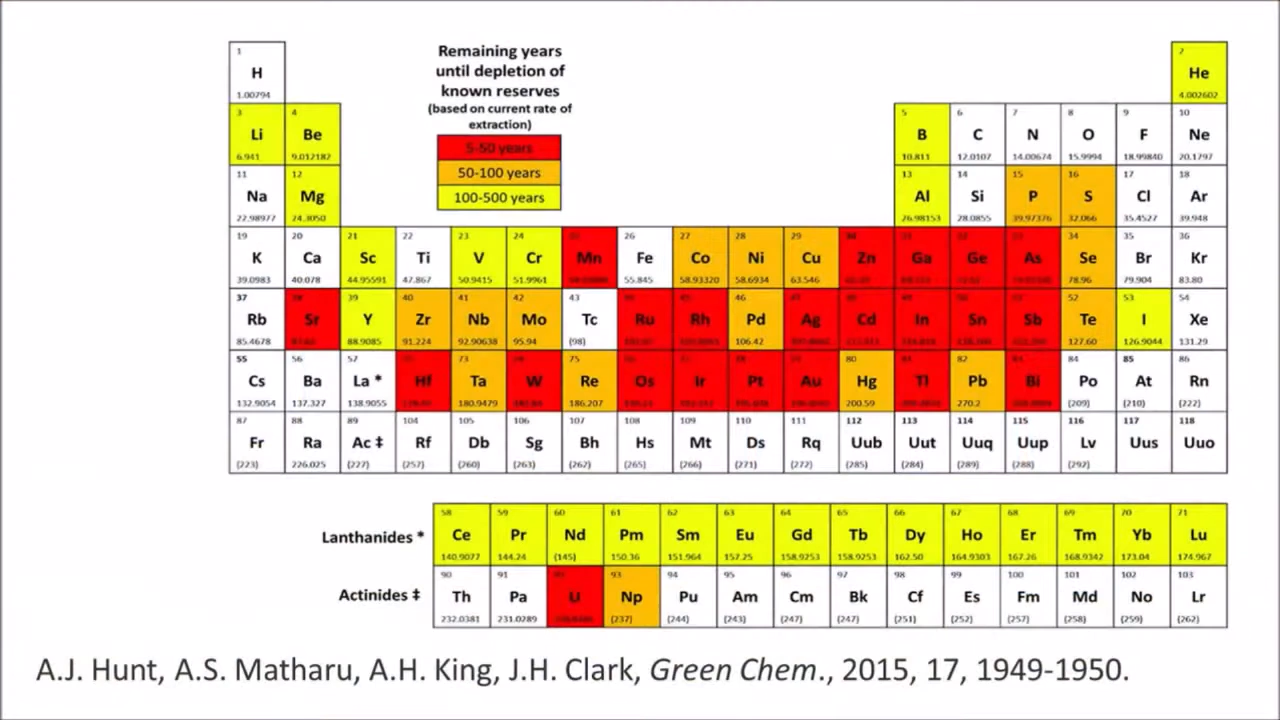 Remaining years
until depletion of
known reserves
(based on current rate of
extraction)
5-50 years
50-100 years
100-500 years
1 2
H He
1.00794 4.002602
3 4 5 6 7 8 9 10
Li Be B C N O F Ne
6.941 9.012182 10.811 12.0107 14.00674 15.9994 18.99840 20.1797
11 12 13 14 15 16 17 18
Na Mg Al Si P S Cl Ar
22.98977 24.3050 26.98153 28.0855 39.97376 32.066 35.4527 39.948
19 20 21 22 23 24 26 27 28 29 34 35 36
K Ca Sc Ti V Cr Mn Fe Co Ni Cu Zn Ga Ge As Se Br Kr
39.0983 40.078 44.95591 47.867 50.9415 51.9961 55.845 58.93320 58.6934 63.546 78.96 79.904 83.80
37 39 40 41 42 43 46 52 53 54
Rb Sr Y Zr Nb Mo Tc Ru Rh Pd Ag Cd In Sn Sb Te I Xe
85.4678 88.9085 91.224 92.90638 95.94 (98) 106.42 127.60 126.9044 131.29
55 56 57 73 75 80 82 84 85 86
Cs Ba La * Hf Ta W Re Os Ir Pt Au Hg Tl Pb Bi Po At Rn
132.9054 137.327 138.9055 180.9479 186.207 200.59 270.2 (209) (210) (222)
87 88 89 104 105 106 107 108 109 110 111 112 113 114 115 116 117 118
Fr Ra Ac ‡ Rf Db Sg Bh Hs Mt Ds Rq Uub Uut Uuq Uup Lv Uus Uuo
(223) 226.025 (227) (257) (260) (263) (262) (265) (266) (271) (272) (285) (284) (289) (288) (292)
58 59 60 61 62 63 64 65 66 67 68 69 70 71
Lanthanides * Ce Pr Nd Pm Sm Eu Gd Tb Dy Ho Er Tm Yb Lu
140.9077 144.24 (145) 150.36 151.964 157.25 158.9253 158.9253 162.50 164.9303 167.26 168.9342 173.04 174.967
90 91 93 94 95 96 97 98 99 100 101 102 103
Actinides ‡ Th Pa U Np Pu Am Cm Bk Cf Es Fm Md No Lr
232.0381 231.0289 (237) (244) (243) (247) (247) (251) (252) (257) (258) (259) (262)
A.J. Hunt, A.S. Matharu, A.H. King, J.H. Clark, Green Chem., 2015, 17, 1949-1950.